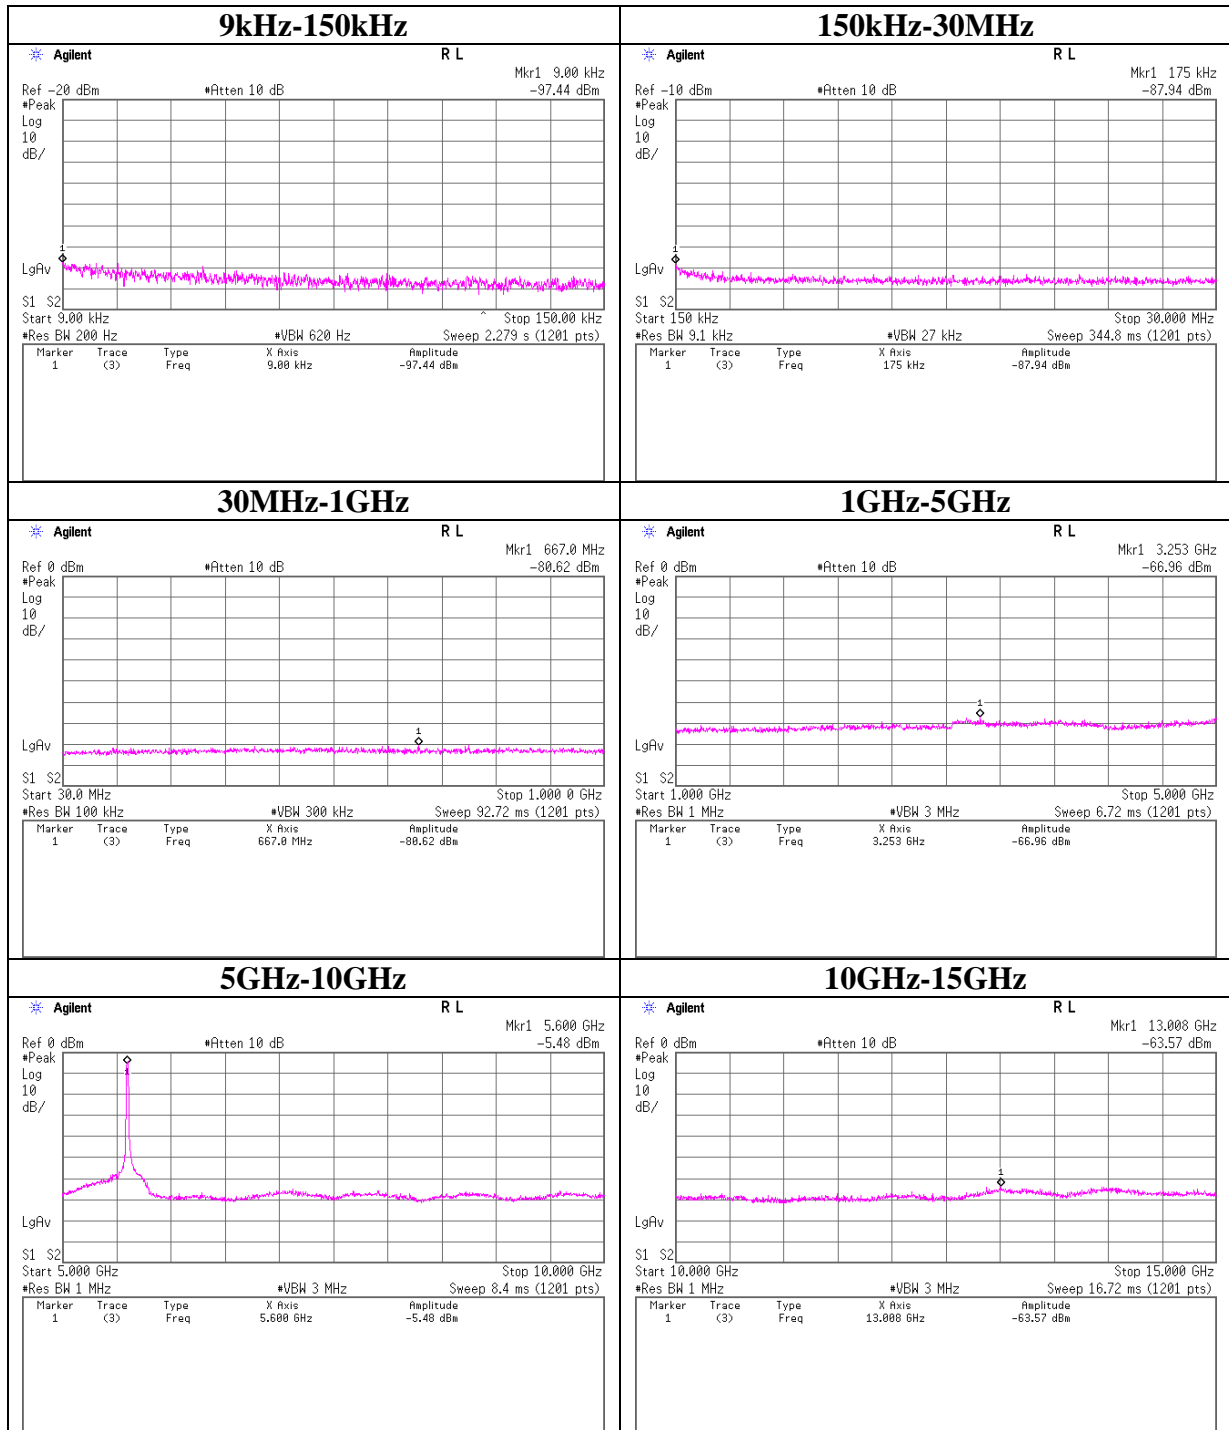 9kHz-150kHz
Agilent R L
Mkr1 9.00 kHz
Ref -20 dBm #Atten 10 dB -97.44 dBm
#Peak
Log
10
dB/
1
LgAv
S1 S2
Start 9.00 kHz ^ Stop 150.00 kHz
#Res BW 200 Hz #VBW 620 Hz Sweep 2.279 s (1201 pts)
Marker Trace Type X Axis Amplitude
1 (3) Freq 9.00 kHz -97.44 dBm
150kHz-30MHz
Agilent R L
Mkr1 175 kHz
Ref -10 dBm #Atten 10 dB -87.94 dBm
#Peak
Log
10
dB/
1
LgAv
S1 S2
Start 150 kHz Stop 30.000 MHz
#Res BW 9.1 kHz #VBW 27 kHz Sweep 344.8 ms (1201 pts)
Marker Trace Type X Axis Amplitude
1 (3) Freq 175 kHz -87.94 dBm
30MHz-1GHz
Agilent R L
Mkr1 667.0 MHz
Ref 0 dBm #Atten 10 dB -80.62 dBm
#Peak
Log
10
dB/
1
LgAv
S1 S2
Start 30.0 MHz Stop 1.000 0 GHz
#Res BW 100 kHz #VBW 300 kHz Sweep 92.72 ms (1201 pts)
Marker Trace Type X Axis Amplitude
1 (3) Freq 667.0 MHz -80.62 dBm
1GHz-5GHz
Agilent R L
Mkr1 3.253 GHz
Ref 0 dBm #Atten 10 dB -66.96 dBm
#Peak
Log
10
dB/
1
LgAv
S1 S2
Start 1.000 GHz Stop 5.000 GHz
#Res BW 1 MHz #VBW 3 MHz Sweep 6.72 ms (1201 pts)
Marker Trace Type X Axis Amplitude
1 (3) Freq 3.253 GHz -66.96 dBm
5GHz-10GHz
Agilent R L
Mkr1 5.600 GHz
Ref 0 dBm #Atten 10 dB -5.48 dBm
#Peak
Log
10
dB/
1
LgAv
S1 S2
Start 5.000 GHz Stop 10.000 GHz
#Res BW 1 MHz #VBW 3 MHz Sweep 8.4 ms (1201 pts)
Marker Trace Type X Axis Amplitude
1 (3) Freq 5.600 GHz -5.48 dBm
10GHz-15GHz
Agilent R L
Mkr1 13.008 GHz
Ref 0 dBm #Atten 10 dB -63.57 dBm
#Peak
Log
10
dB/
1
LgAv
S1 S2
Start 10.000 GHz Stop 15.000 GHz
#Res BW 1 MHz #VBW 3 MHz Sweep 16.72 ms (1201 pts)
Marker Trace Type X Axis Amplitude
1 (3) Freq 13.008 GHz -63.57 dBm